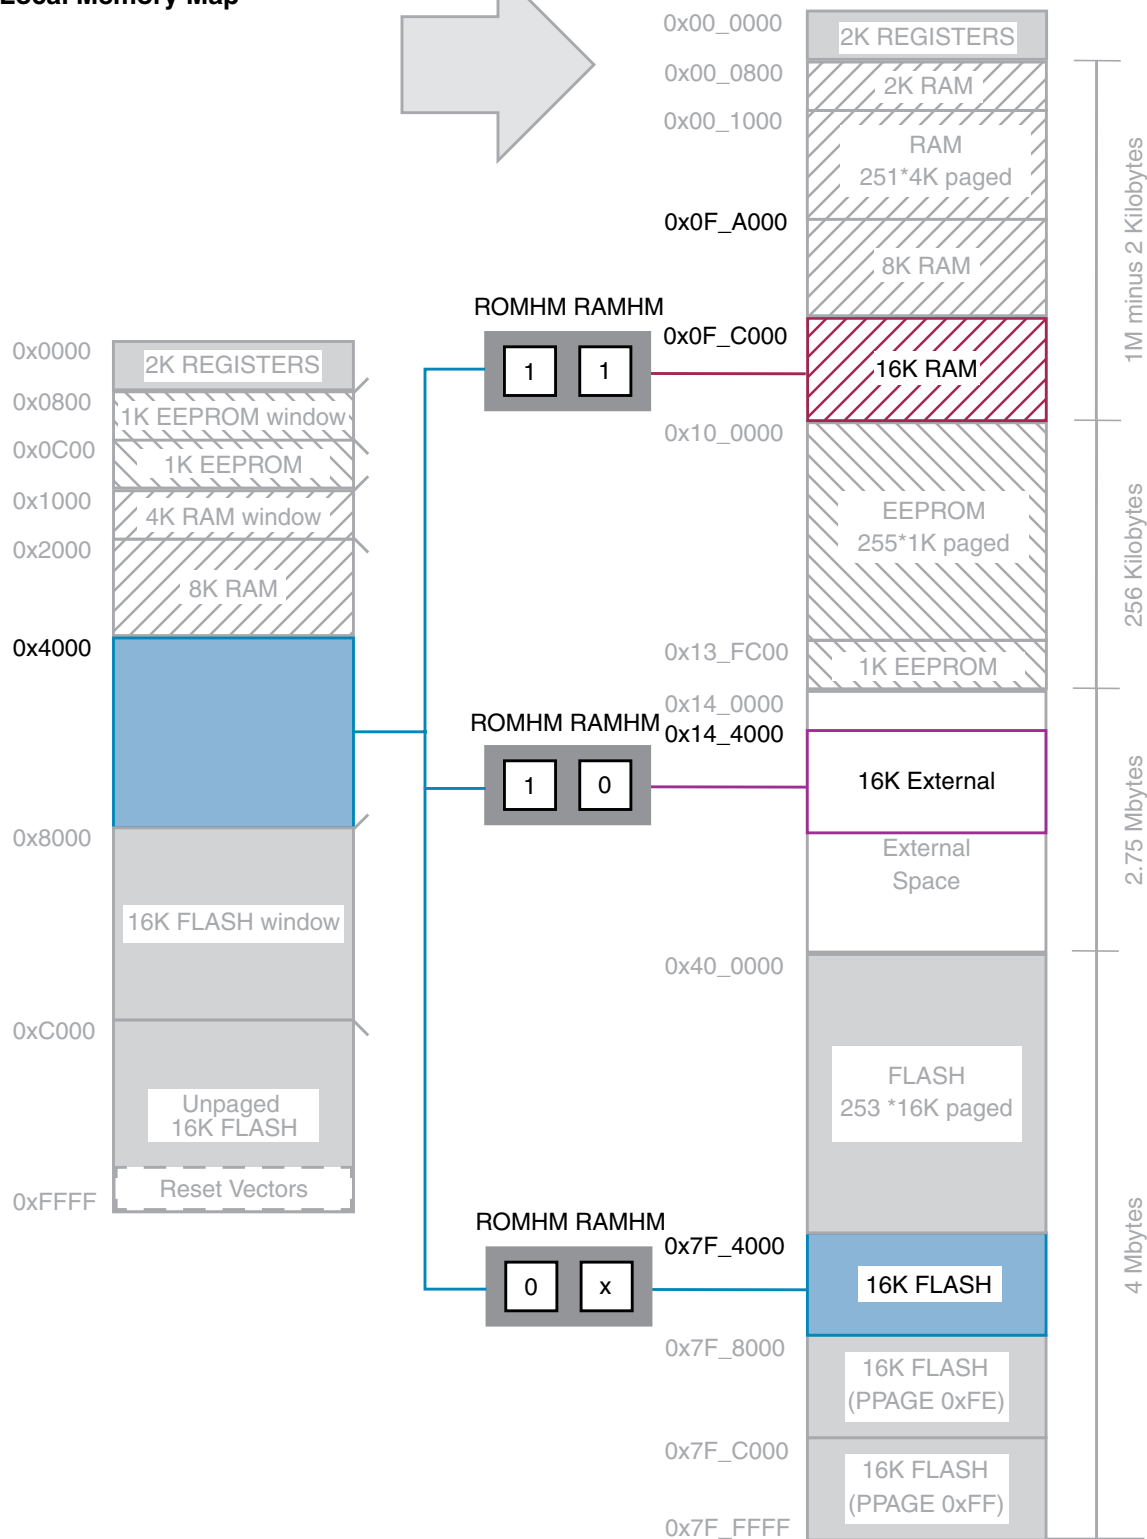 Local Memory Map
0x0000
2K REGISTERS
0x0800
1K EEPROM window
0x0C00
1K EEPROM
0x1000
4K RAM window
0x2000
8K RAM
0x4000
0x8000
16K FLASH window
0xC000
Unpaged
16K FLASH
Reset Vectors
0xFFFF
ROMHM RAMHM
1 1
ROMHM RAMHM
1 0
ROMHM RAMHM
0 x
0x00_0000
2K REGISTERS
0x00_0800
2K RAM
0x00_1000
RAM
251*4K paged
0x0F_A000
8K RAM
0x0F_C000
16K RAM
0x10_0000
EEPROM
255*1K paged
0x13_FC00
1K EEPROM
0x14_0000
0x14_4000
16K External
External
Space
0x40_0000
FLASH
253 *16K paged
0x7F_4000
16K FLASH
0x7F_8000
16K FLASH
(PPAGE 0xFE)
0x7F_C000
16K FLASH
(PPAGE 0xFF)
0x7F_FFFF
1M minus 2 Kilobytes
256 Kilobytes
2.75 Mbytes
4 Mbytes